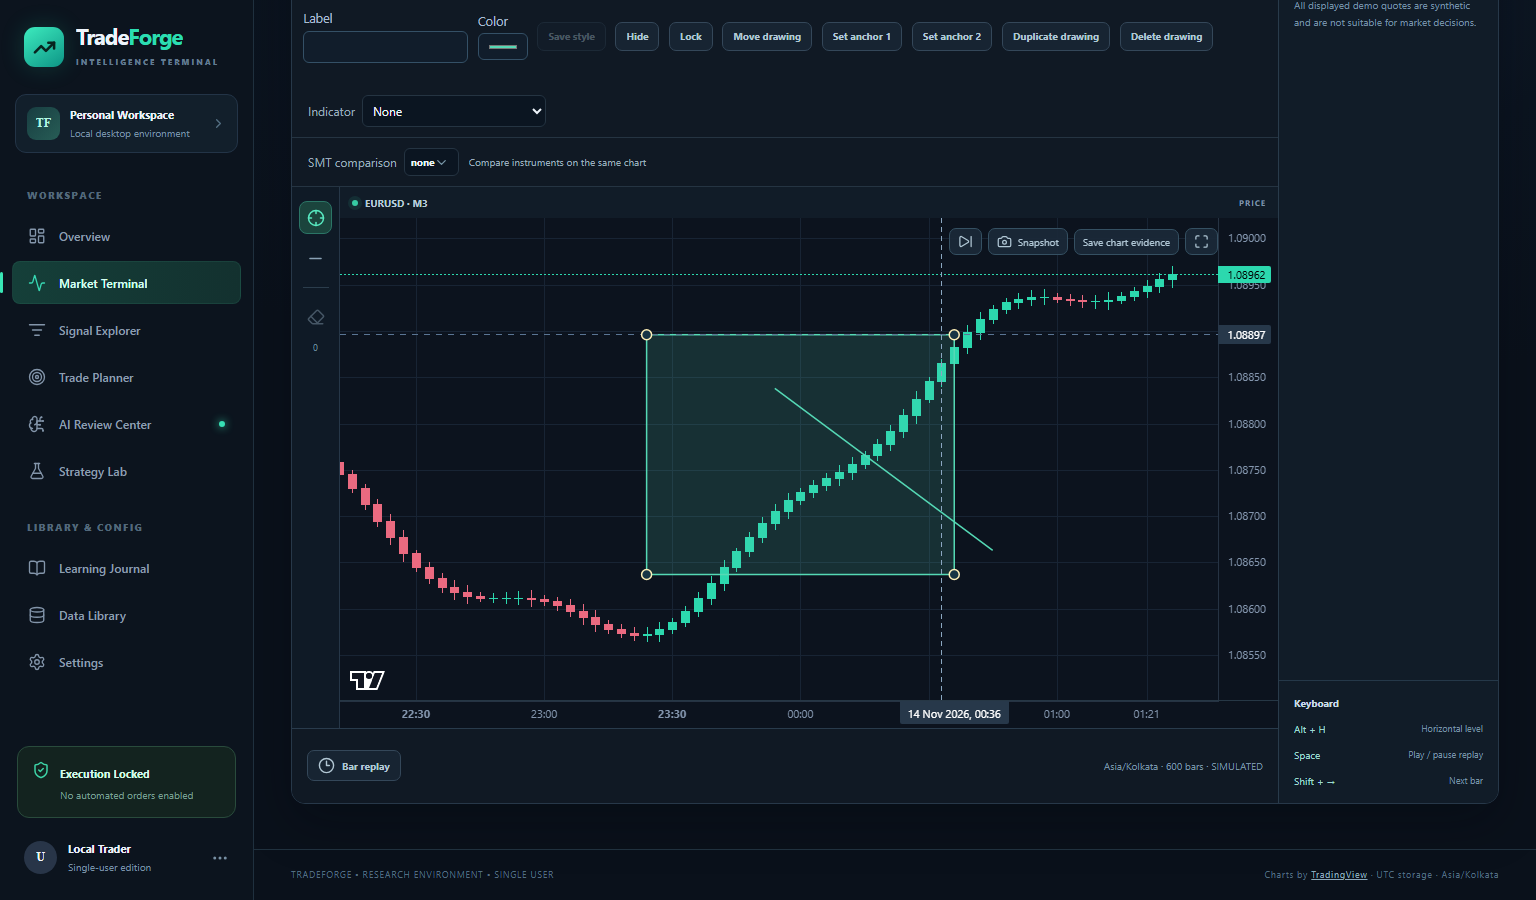 TradeForge
INTELLIGENCE TERMINAL
TF
Personal Workspace
Local desktop environment
WORKSPACE
Overview
Market Terminal
Signal Explorer
Trade Planner
AI Review Center
Strategy Lab
LIBRARY & CONFIG
Learning Journal
Data Library
Settings
Execution Locked
No automated orders enabled
U
Local Trader
Single-user edition
Label
Color
Save style
Hide
Lock
Move drawing
Set anchor 1
Set anchor 2
Duplicate drawing
Delete drawing
Indicator
None
SMT comparison
none
Compare instruments on the same chart
EURUSD · M3
PRICE
Snapshot
Save chart evidence
0
1.09000
1.08962
1.08950
1.08897
1.08850
1.08800
1.08750
1.08700
1.08650
1.08600
1.08550
22:30
23:00
23:30
00:00
14 Nov 2026, 00:36
01:00
01:21
Bar replay
Asia/Kolkata · 600 bars · SIMULATED
All displayed demo quotes are synthetic
and are not suitable for market decisions.
Keyboard
Alt + H
Horizontal level
Space
Play / pause replay
Shift + →
Next bar
TRADEFORGE • RESEARCH ENVIRONMENT • SINGLE USER
Charts by TradingView · UTC storage · Asia/Kolkata